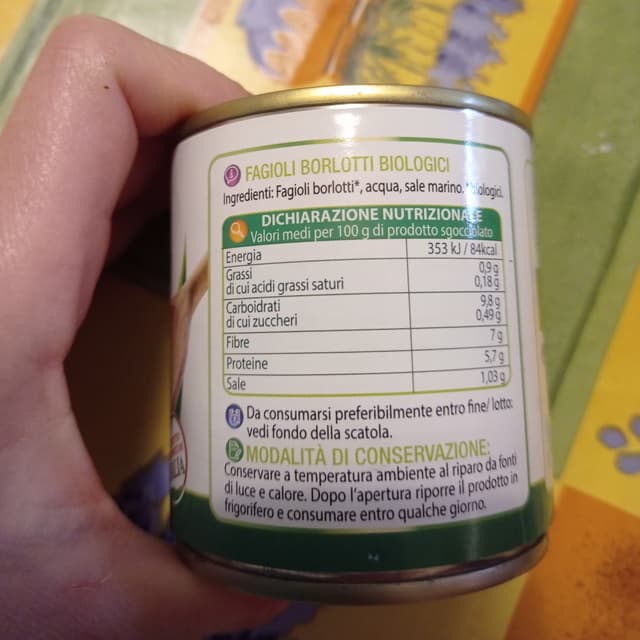 FAGIOLI BORLOTTI BIOLOGICI
Ingredienti: Fagioli borlotti*, acqua, sale marino. *biologici.
DICHIARAZIONE NUTRIZIONALE
Valori medi per 100 g di prodotto sgocciolato
Energia 353 kJ / 84kcal
Grassi 0,9 g
di cui acidi grassi saturi 0,18 g
Carboidrati 9,8 g
di cui zuccheri 0,49 g
Fibre 7 g
Proteine 5,7 g
Sale 1,03 g
Da consumarsi preferibilmente entro fine/ lotto:
vedi fondo della scatola.
MODALITÀ DI CONSERVAZIONE:
Conservare a temperatura ambiente al riparo da fonti
di luce e calore. Dopo l'apertura riporre il prodotto in
frigorifero e consumare entro qualche giorno.